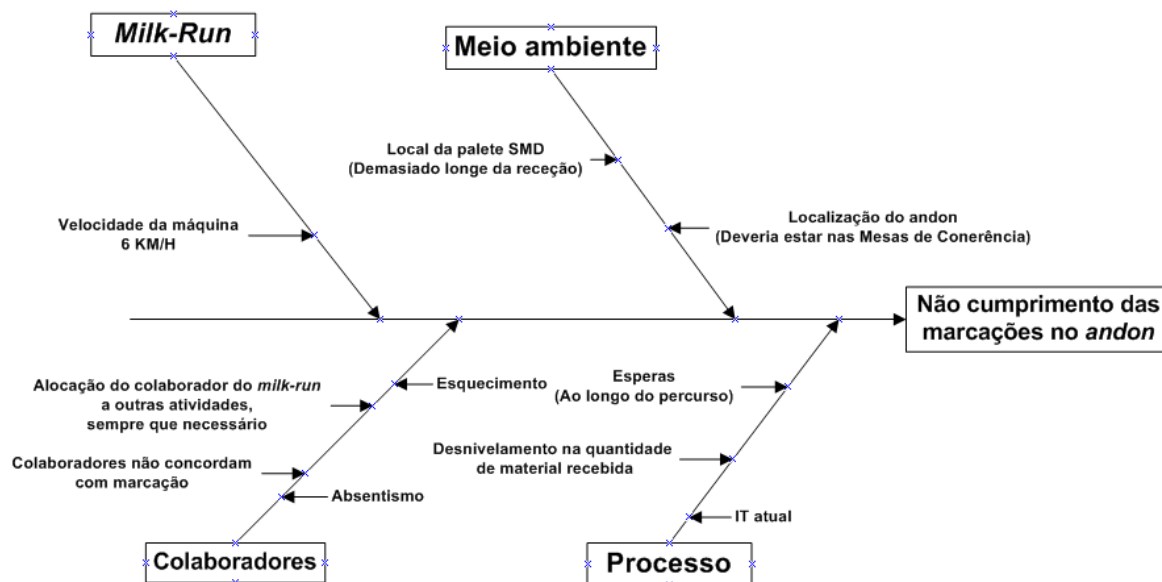 Milk-Run
Meio ambiente
Local da palete SMD
(Demasiado longe da receção)
Velocidade da máquina
6 KM/H
Localização do andon
(Deveria estar nas Mesas de Conerência)
Não cumprimento das
marcações no andon
Esquecimento
Alocação do colaborador do milk-run
a outras atividades,
sempre que necessário
Colaboradores não concordam
com marcação
Absentismo
Esperas
(Ao longo do percurso)
Desnivelamento na quantidade
de material recebida
IT atual
Colaboradores
Processo